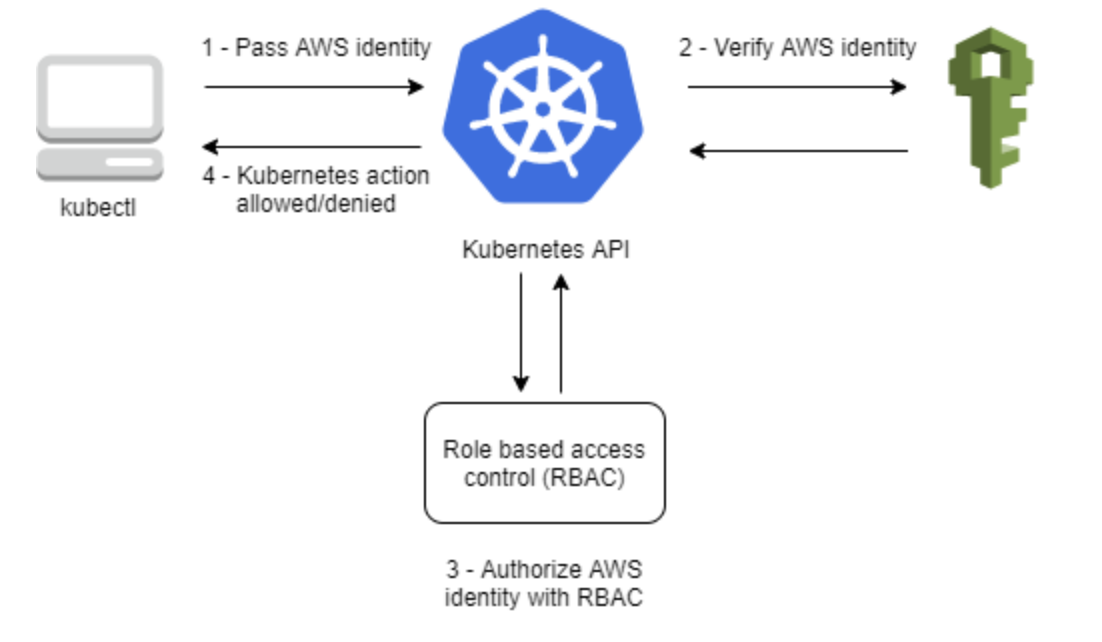 1 - Pass AWS identity
2 - Verify AWS identity
4 - Kubernetes action
allowed/denied
kubectl
Kubernetes API
Role based access
control (RBAC)
3 - Authorize AWS
identity with RBAC